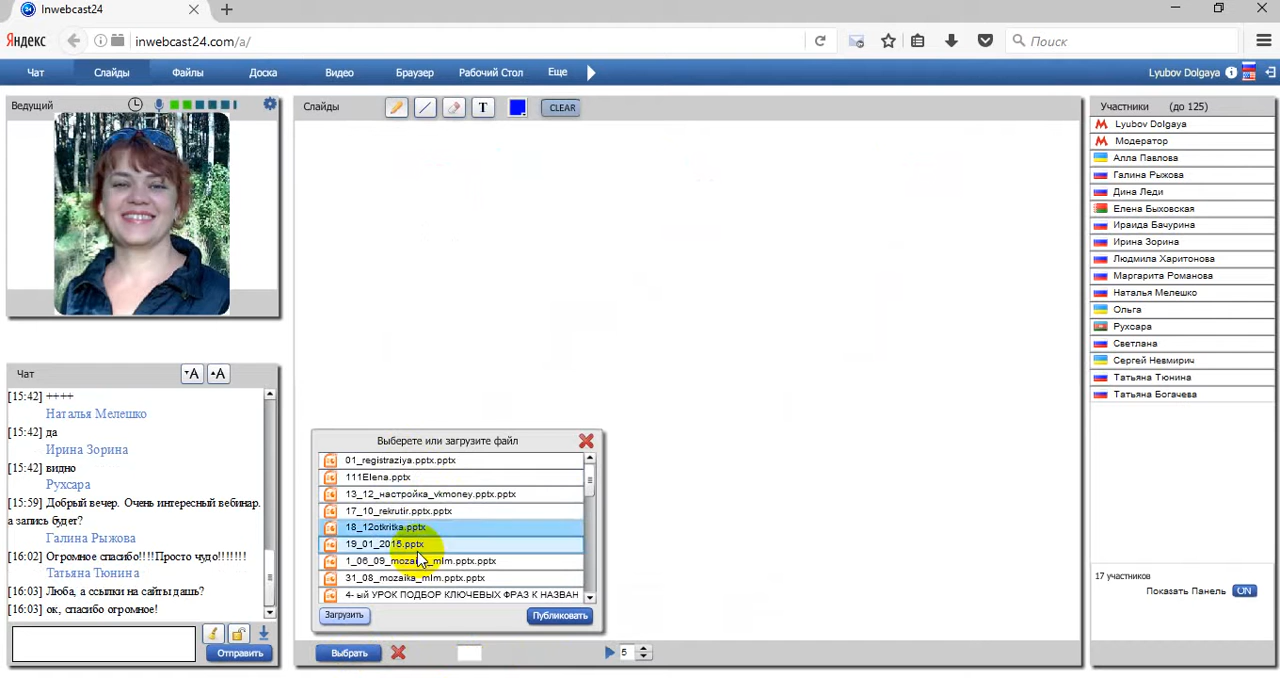 Inwebcast24
Яндекс
inwebcast24.com/a/
Поиск
Чат
Слайды
Файлы
Доска
Видео
Браузер
Рабочий Стол
Еще
Lyubov Dolgaya
Ведущий
Слайды
T
CLEAR
Участники (до 125)
Lyubov Dolgaya
Модератор
Алла Павлова
Галина Рыжова
Дина Леди
Елена Быховская
Ираида Бачурина
Ирина Зорина
Людмила Харитонова
Маргарита Романова
Наталья Мелешко
Ольга
Рухсара
Светлана
Сергей Невмирич
Татьяна Тюнина
Татьяна Богачева
17 участников
Показать Панель ON
Чат
▾A ▴A
[15:42] ++++
Наталья Мелешко
[15:42] да
Ирина Зорина
[15:42] видно
Рухсара
[15:59] Добрый вечер. Очень интересный вебинар.
а запись будет?
Галина Рыжова
[16:02] Огромное спасибо!!!!Просто чудо!!!!!!!
Татьяна Тюнина
[16:03] Люба, а ссылки на сайты дашь?
[16:03] ок, спасибо огромное!
Отправить
Выберете или загрузите файл
01_registraziya.pptx.pptx
111Elena.pptx
13_12_настройка_vkmoney.pptx.pptx
17_10_rekrutir.pptx.pptx
18_12otkritka.pptx
19_01_2016.pptx
1_06_09_mozaika_mlm.pptx.pptx
31_08_mozaika_mlm.pptx.pptx
4- ый УРОК ПОДБОР КЛЮЧЕВЫХ ФРАЗ К НАЗВАН
Загрузить
Публиковать
Выбрать
5